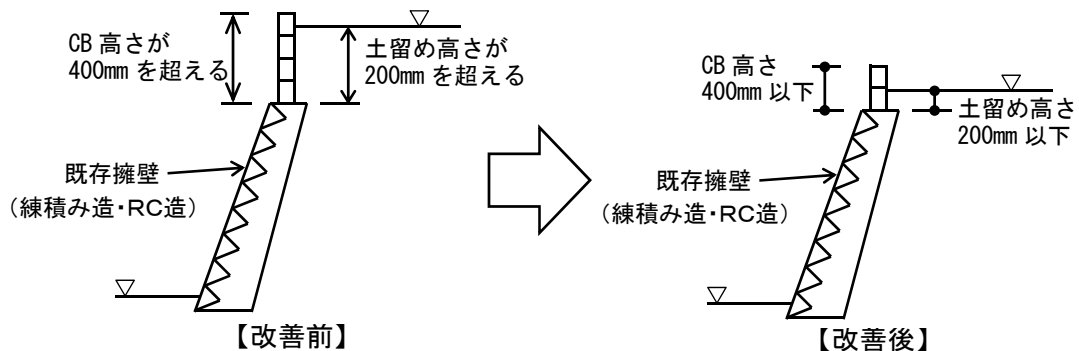 CB 高さが
400mm を超える
土留め高さが
200mm を超える
既存擁壁
(練積み造・RC造)
【改善前】
CB 高さ
400mm 以下
土留め高さ
200mm 以下
既存擁壁
(練積み造・RC造)
【改善後】